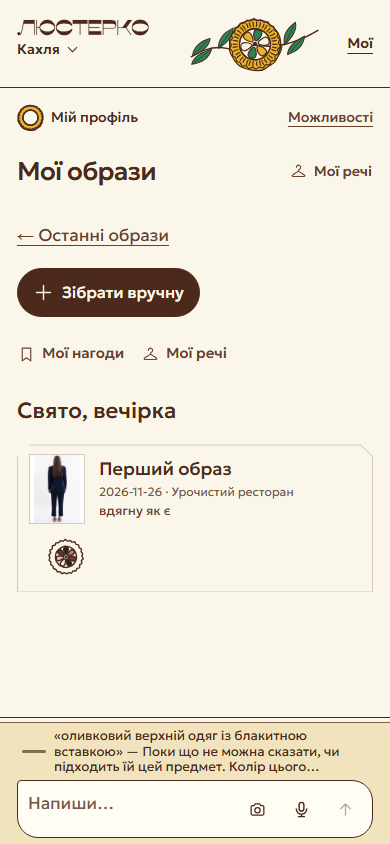 ЛЮСТЕРКО
Кахля
Мої
Мій профіль
Можливості
Мої образи
Мої речі
← Останні образи
Зібрати вручну
Мої нагоди
Мої речі
Свято, вечірка
Перший образ
2026-11-26 · Урочистий ресторан
вдягну як є
«оливковий верхній одяг із блакитною
вставкою» — Поки що не можна сказати, чи
підходить їй цей предмет. Колір цього…
Напиши…